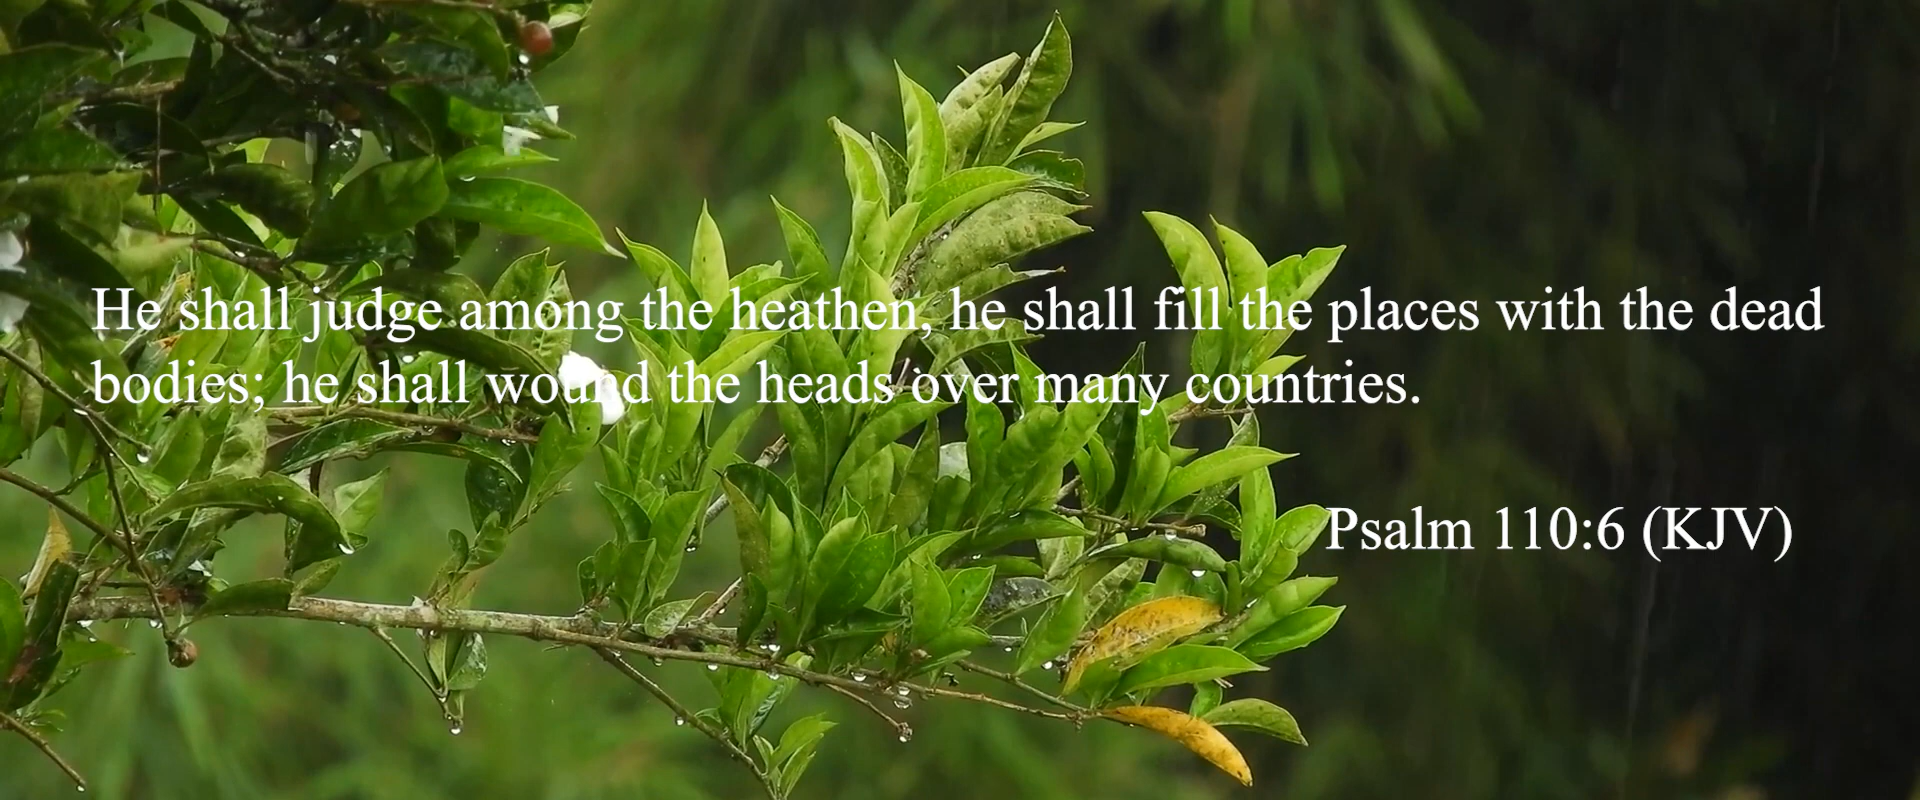 He shall judge among the heathen, he shall fill the places with the dead
bodies; he shall wound the heads over many countries.
Psalm 110:6 (KJV)